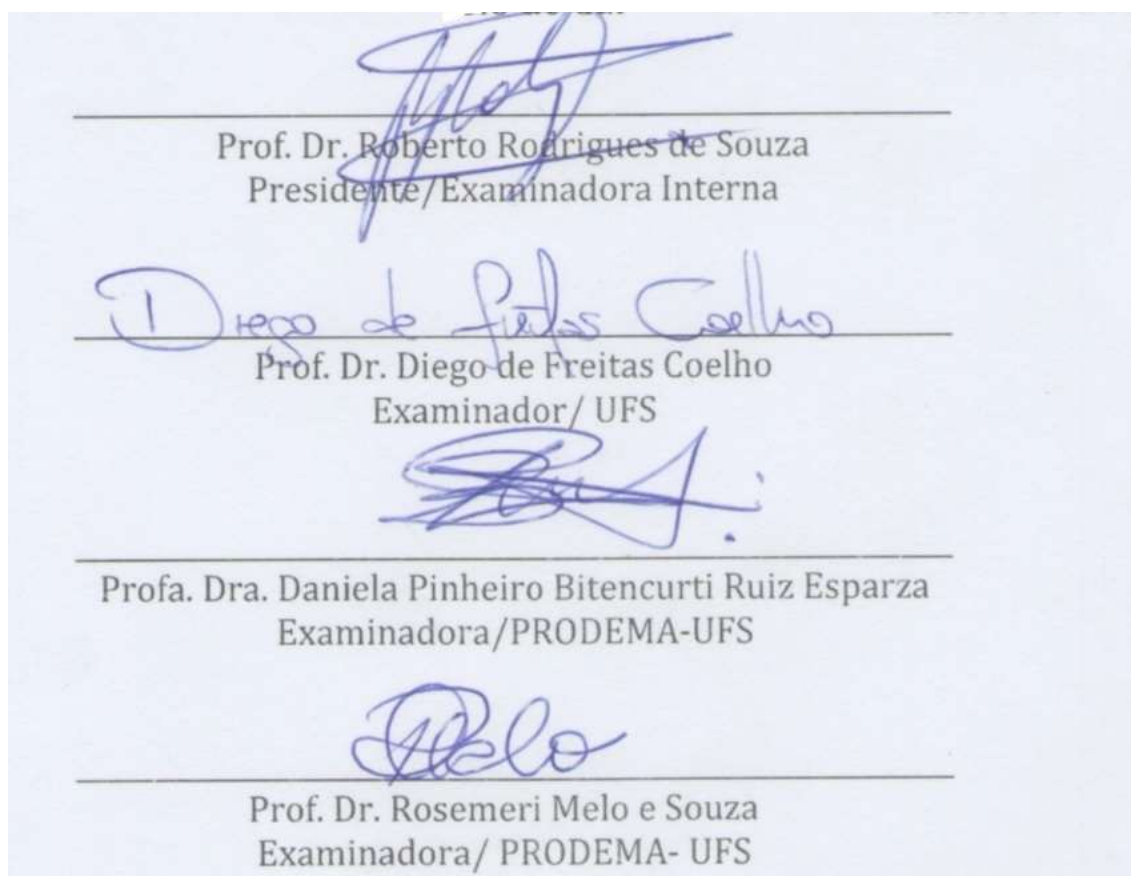 Prof. Dr. Roberto Rodrigues de Souza
Presidente/Examinadora Interna
Diego de freitas Coelho
Prof. Dr. Diego de Freitas Coelho
Examinador/ UFS
Profa. Dra. Daniela Pinheiro Bitencurti Ruiz Esparza
Examinadora/PRODEMA-UFS
Prof. Dr. Rosemeri Melo e Souza
Examinadora/ PRODEMA- UFS